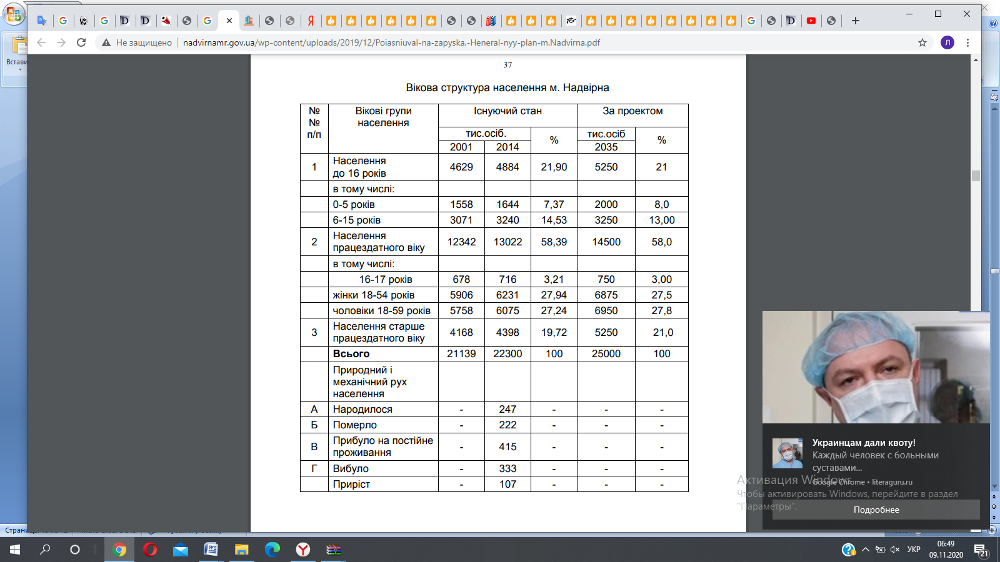 Не защищено
nadvirnamr.gov.ua/wp-content/uploads/2019/12/Poiasniuval-na-zapyska.-Heneral-nyy-plan-m.Nadvirna.pdf
Л
37
Вікова структура населення м. Надвірна
№ № п/п | Вікові групи населення | Існуючий стан | За проектом
тис.осіб. | % | тис.осіб | %
2001 | 2014 | 2035
1 | Населення до 16 років | 4629 | 4884 | 21,90 | 5250 | 21
в тому числі:
0-5 років | 1558 | 1644 | 7,37 | 2000 | 8,0
6-15 років | 3071 | 3240 | 14,53 | 3250 | 13,00
2 | Населення працездатного віку | 12342 | 13022 | 58,39 | 14500 | 58,0
в тому числі:
16-17 років | 678 | 716 | 3,21 | 750 | 3,00
жінки 18-54 років | 5906 | 6231 | 27,94 | 6875 | 27,5
чоловіки 18-59 років | 5758 | 6075 | 27,24 | 6950 | 27,8
3 | Населення старше працездатного віку | 4168 | 4398 | 19,72 | 5250 | 21,0
Всього | 21139 | 22300 | 100 | 25000 | 100
Природний і механічний рух населення
А | Народилося | - | 247 | - | - | -
Б | Померло | - | 222 | - | - | -
В | Прибуло на постійне проживання | - | 415 | - | - | -
Г | Вибуло | - | 333 | - | - | -
Приріст | - | 107 | - | - | -
Украинцам дали квоту!
Каждый человек с больными
суставами...
Google Chrome • literaguru.ru
Подробнее
Активация Windows
Чтобы активировать Windows, перейдите в раздел
"Параметры".
Встави
УКР
06:49
09.11.2020
21